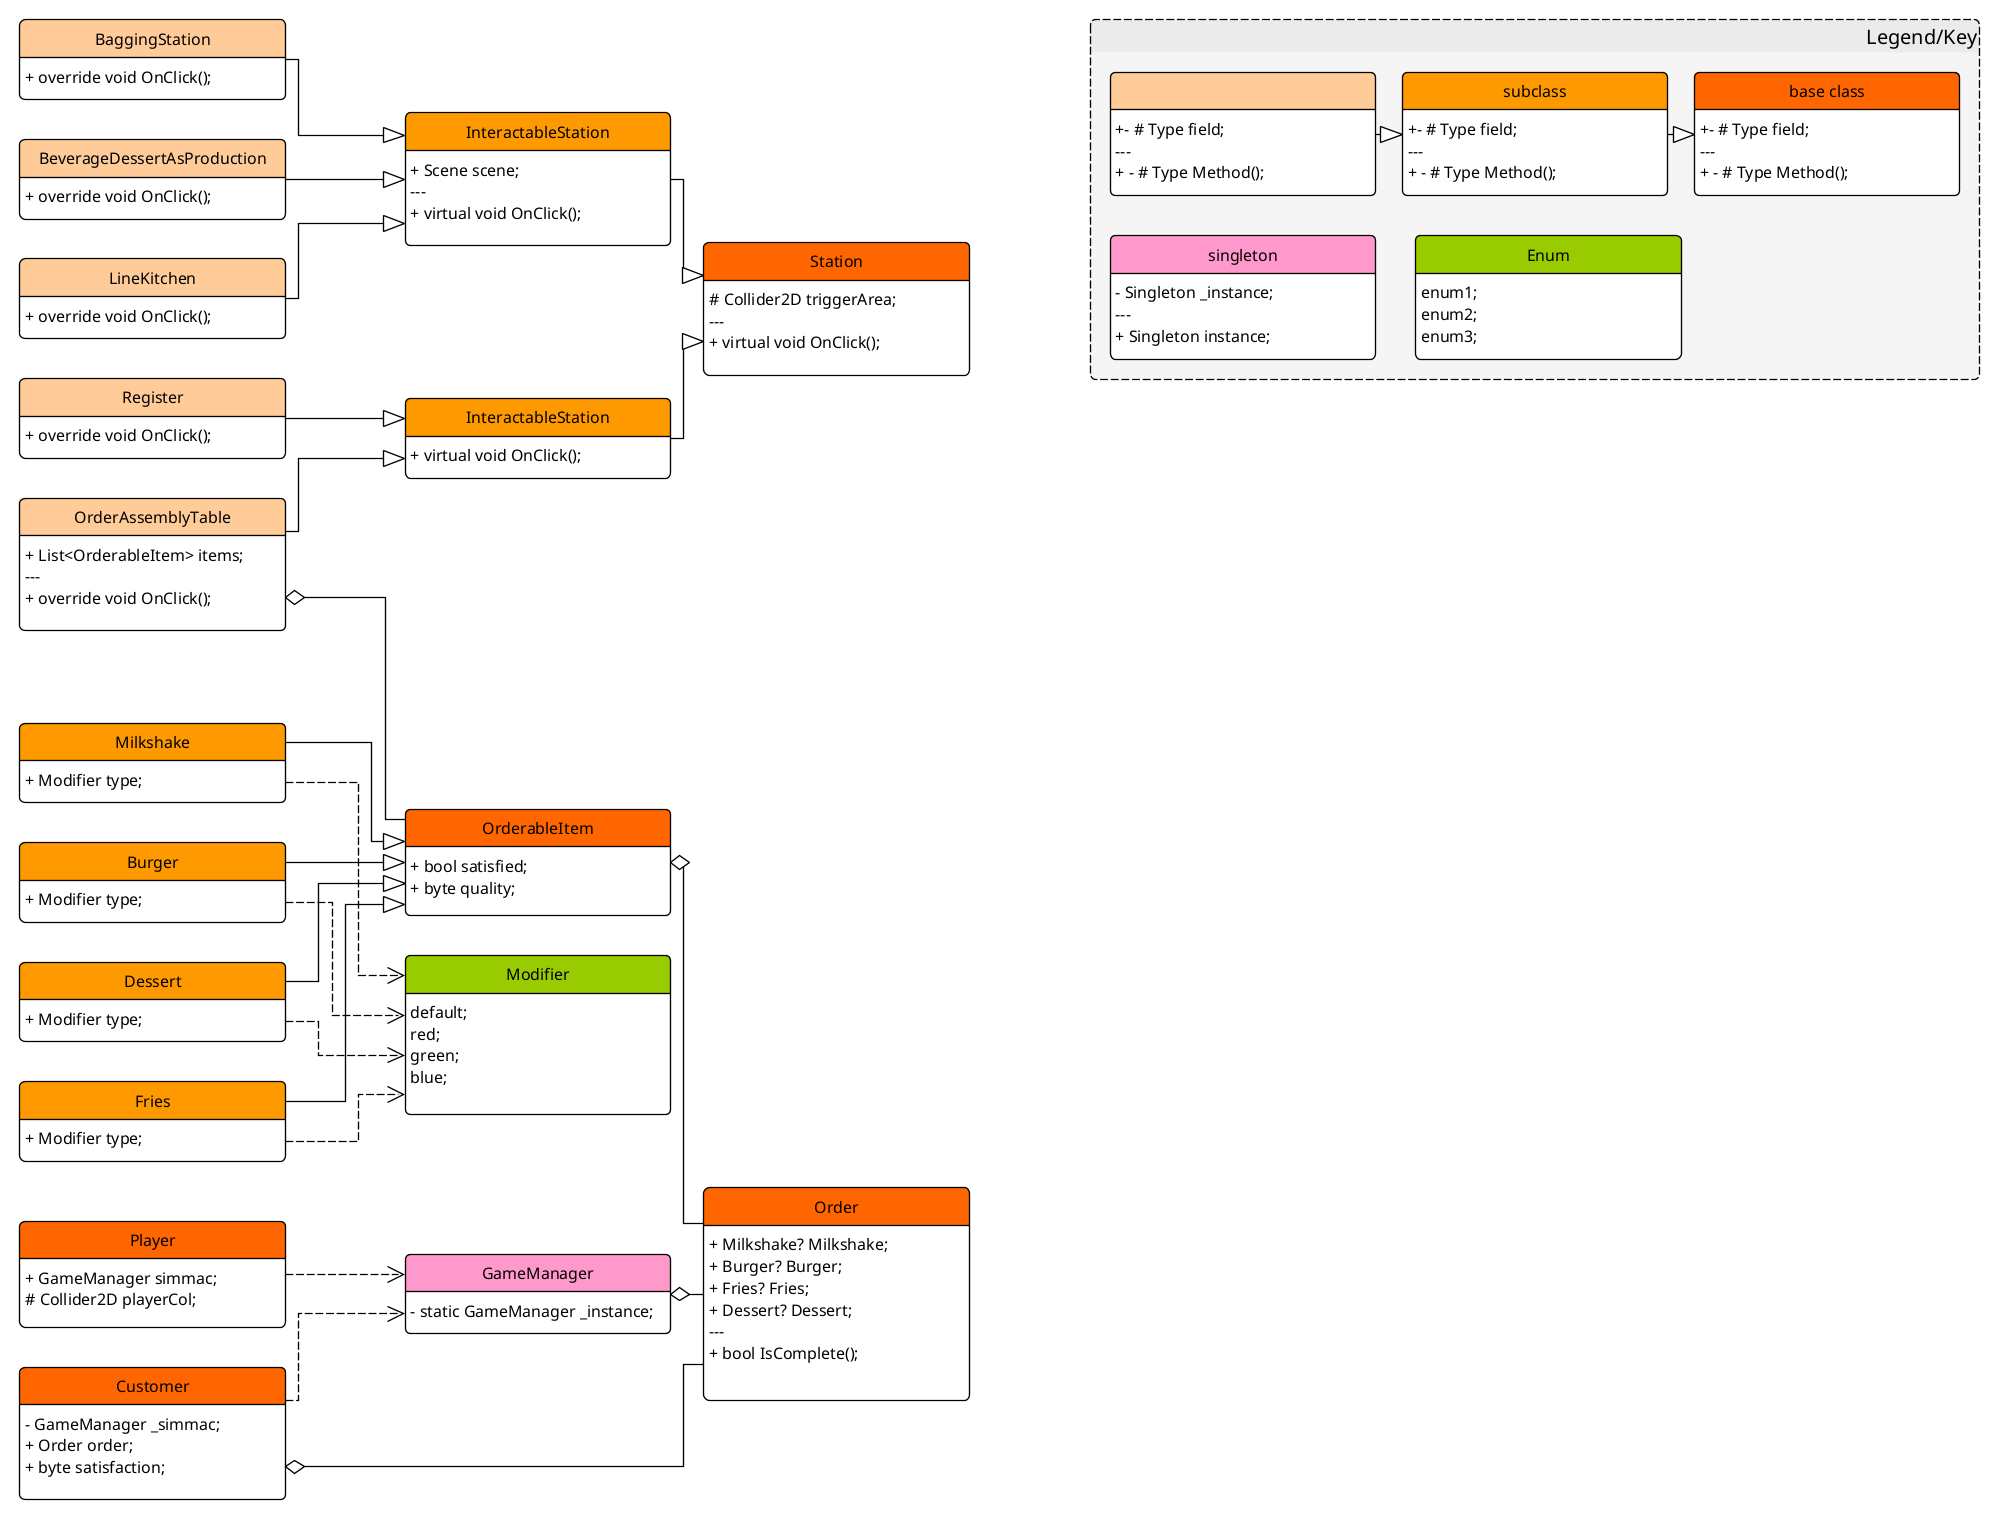 BaggingStation
+ override void OnClick();
BeverageDessertAsProduction
+ override void OnClick();
LineKitchen
+ override void OnClick();
Register
+ override void OnClick();
OrderAssemblyTable
+ List<OrderableItem> items;
---
+ override void OnClick();
InteractableStation
+ Scene scene;
---
+ virtual void OnClick();
InteractableStation
+ virtual void OnClick();
Station
# Collider2D triggerArea;
---
+ virtual void OnClick();
Legend/Key
+- # Type field;
---
+ - # Type Method();
subclass
+- # Type field;
---
+ - # Type Method();
base class
+- # Type field;
---
+ - # Type Method();
singleton
- Singleton _instance;
---
+ Singleton instance;
Enum
enum1;
enum2;
enum3;
Milkshake
+ Modifier type;
Burger
+ Modifier type;
Dessert
+ Modifier type;
Fries
+ Modifier type;
OrderableItem
+ bool satisfied;
+ byte quality;
Modifier
default;
red;
green;
blue;
Player
+ GameManager simmac;
# Collider2D playerCol;
Customer
- GameManager _simmac;
+ Order order;
+ byte satisfaction;
GameManager
- static GameManager _instance;
Order
+ Milkshake? Milkshake;
+ Burger? Burger;
+ Fries? Fries;
+ Dessert? Dessert;
---
+ bool IsComplete();